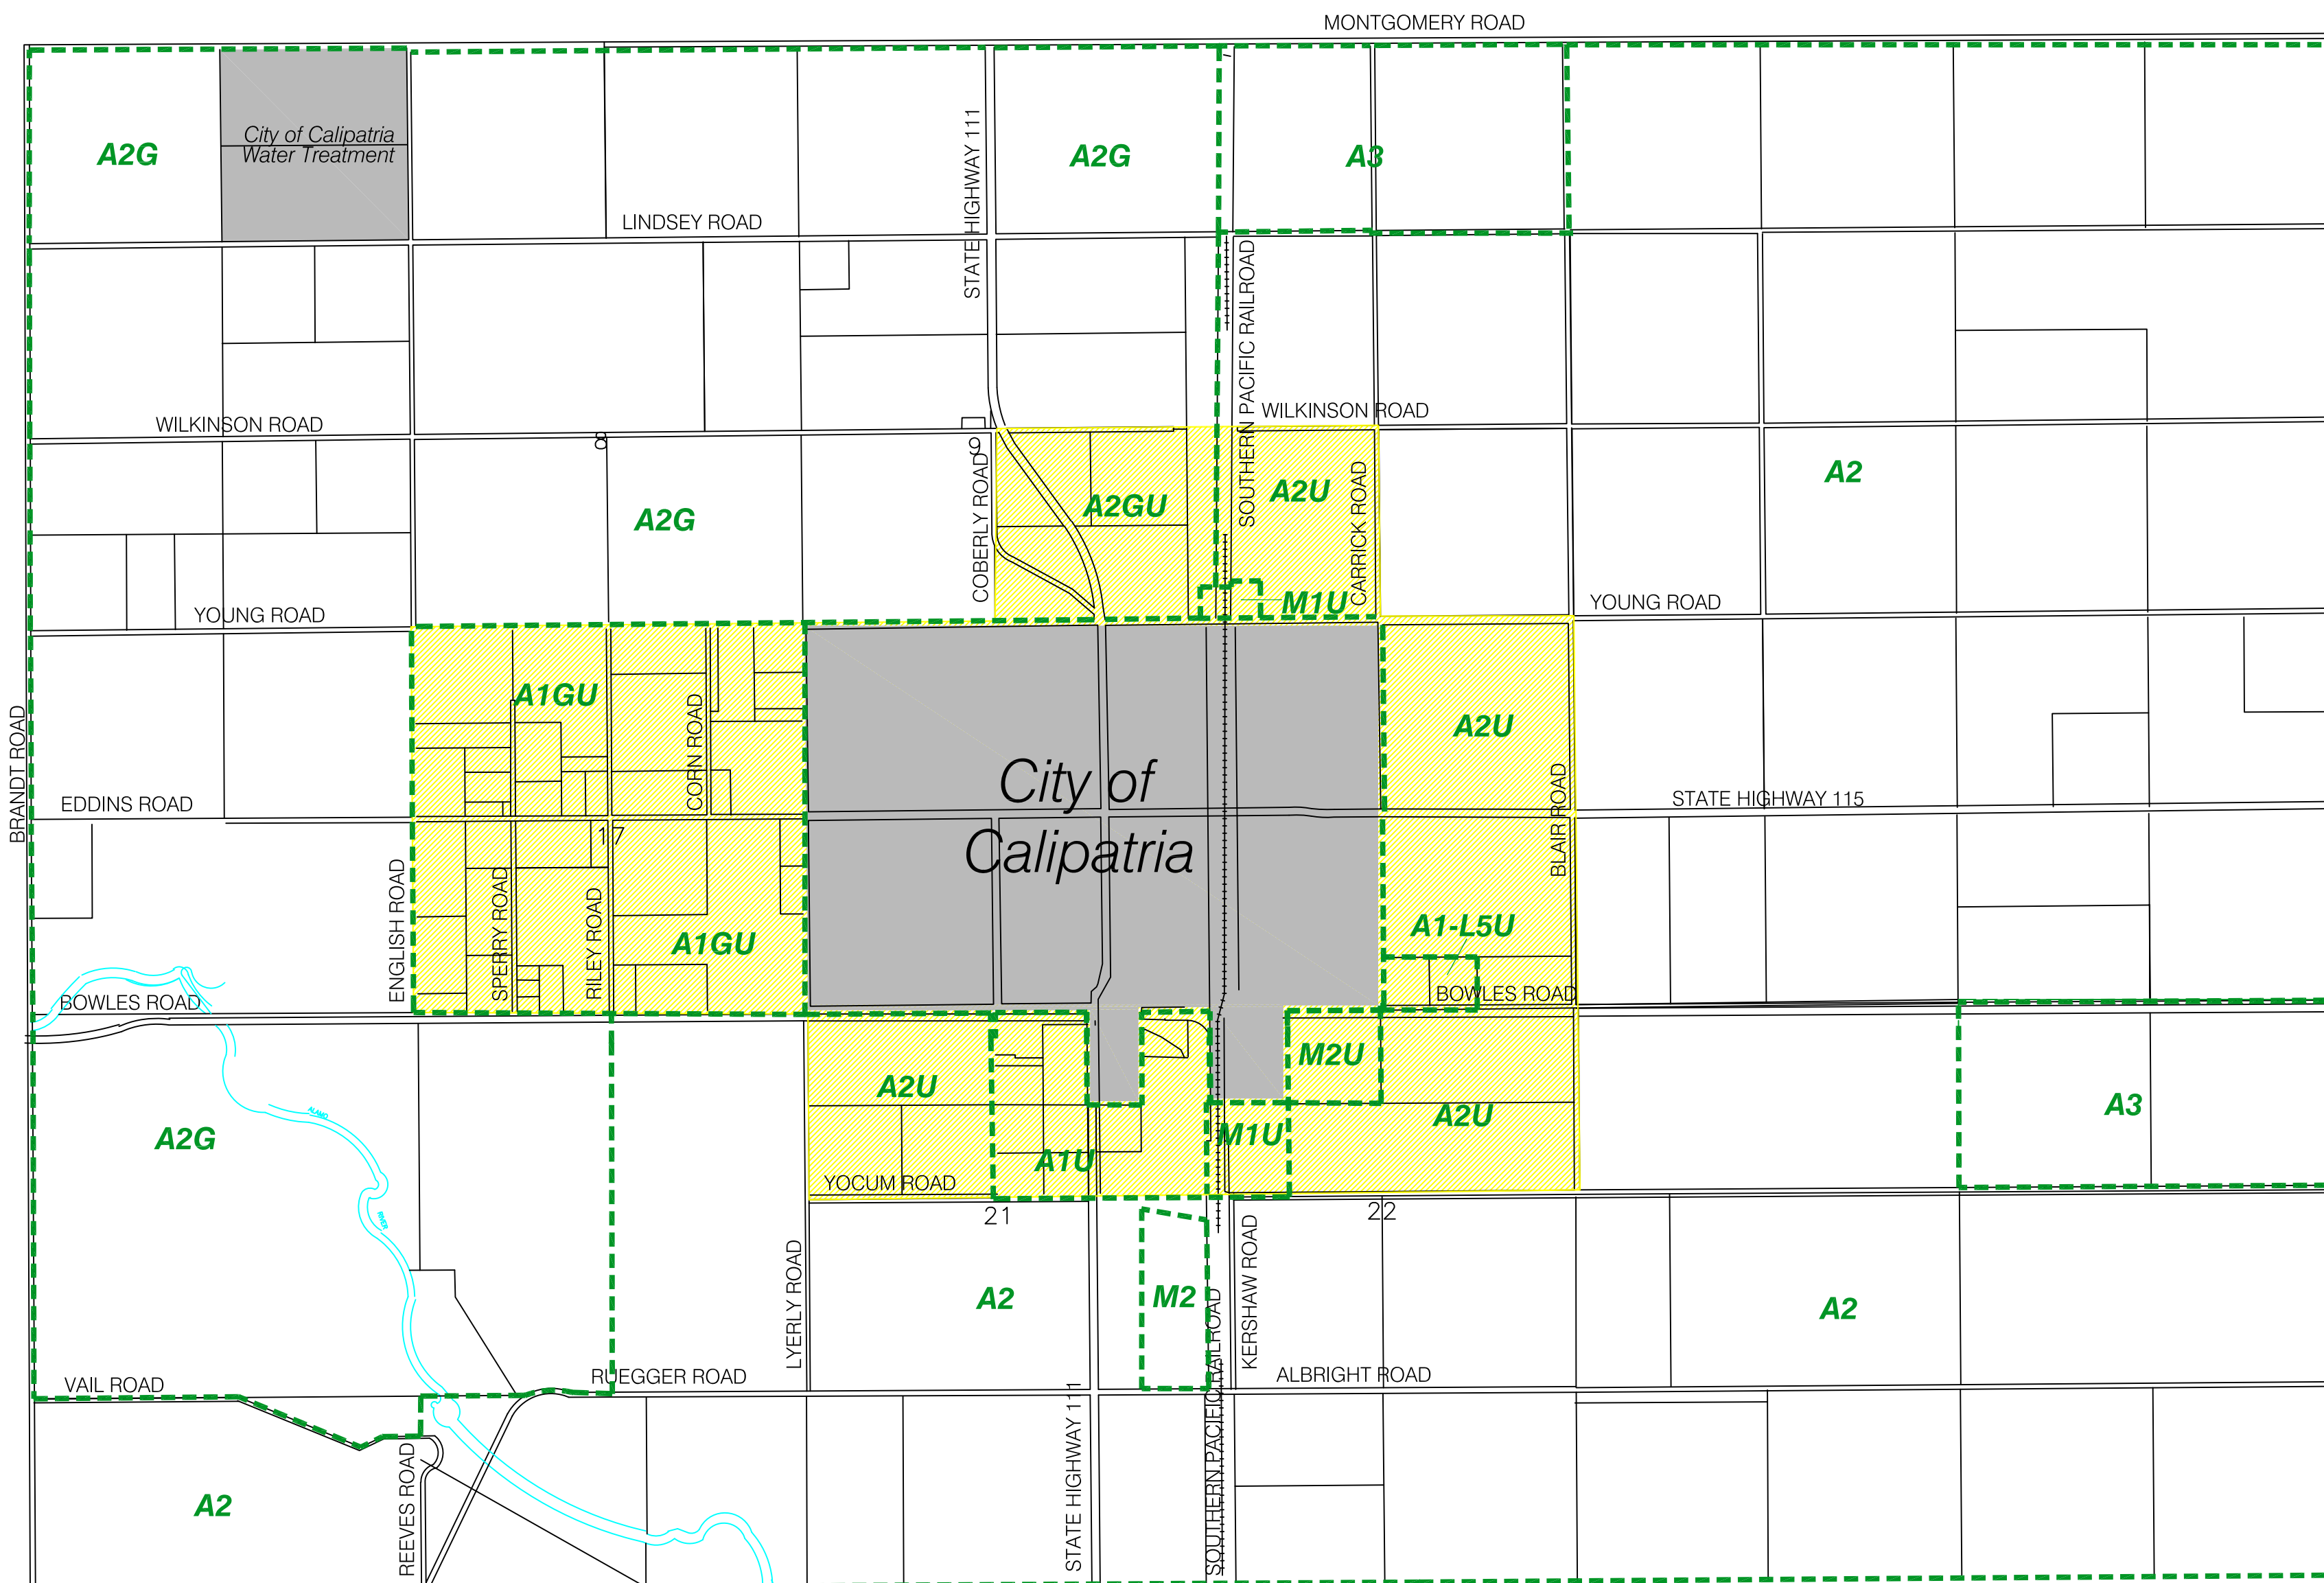 MONTGOMERY ROAD
City of Calipatria
Water Treatment
A2G
A2G
A3
STATE HIGHWAY 111
LINDSEY ROAD
SOUTHERN PACIFIC RAILROAD
WILKINSON ROAD
WILKINSON ROAD
8
9
A2
A2U
A2GU
A2G
COBERLY ROAD
CARRICK ROAD
M1U
YOUNG ROAD
YOUNG ROAD
A1GU
A2U
CORN ROAD
BRANDT ROAD
City of
Calipatria
EDDINS ROAD
STATE HIGHWAY 115
BLAIR ROAD
17
ENGLISH ROAD
SPERRY ROAD
RILEY ROAD
A1GU
A1-L5U
BOWLES ROAD
BOWLES ROAD
M2U
A2U
A2U
A3
ALAMO
A2G
M1U
A1U
YOCUM ROAD
RIVER
21
22
LYERLY ROAD
KERSHAW ROAD
A2
M2
A2
VAIL ROAD
RUEGGER ROAD
ALBRIGHT ROAD
SOUTHERN PACIFIC RAILROAD
STATE HIGHWAY 111
REEVES ROAD
A2